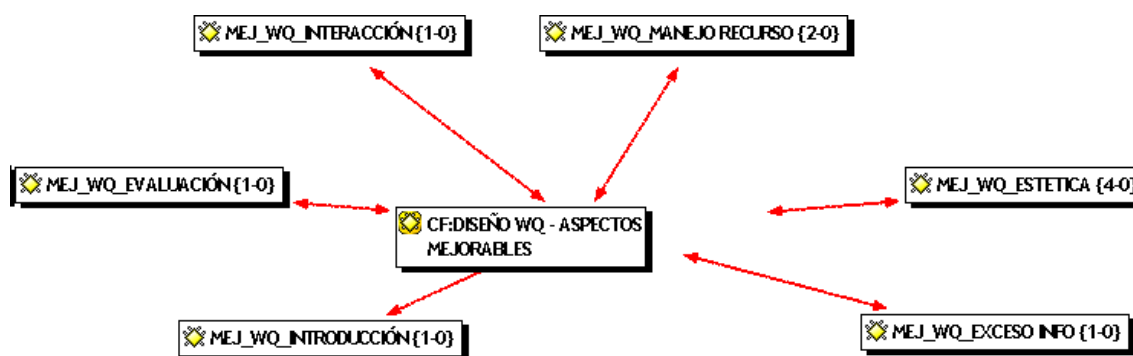 MEJ_WQ_INTERACCIÓN {1-0}
MEJ_WQ_MANEJO RECURSO {2-0}
MEJ_WQ_EVALUACIÓN {1-0}
MEJ_WQ_ESTETICA {4-0}
CF:DISEÑO WQ - ASPECTOS
MEJORABLES
MEJ_WQ_INTRODUCCIÓN {1-0}
MEJ_WQ_EXCESO INFO {1-0}